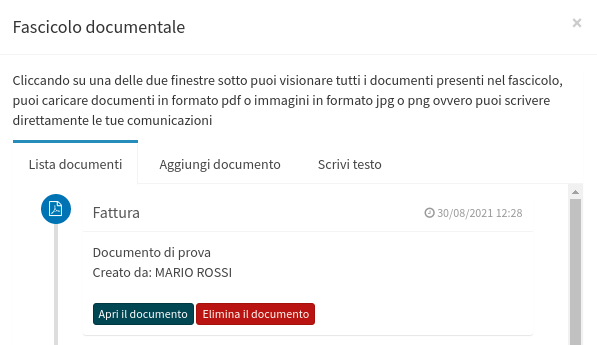 Fascicolo documentale
×
Cliccando su una delle due finestre sotto puoi visionare tutti i documenti presenti nel fascicolo,
puoi caricare documenti in formato pdf o immagini in formato jpg o png ovvero puoi scrivere
direttamente le tue comunicazioni
Lista documenti Aggiungi documento Scrivi testo
Fattura 30/08/2021 12:28
Documento di prova
Creato da: MARIO ROSSI
Apri il documento Elimina il documento